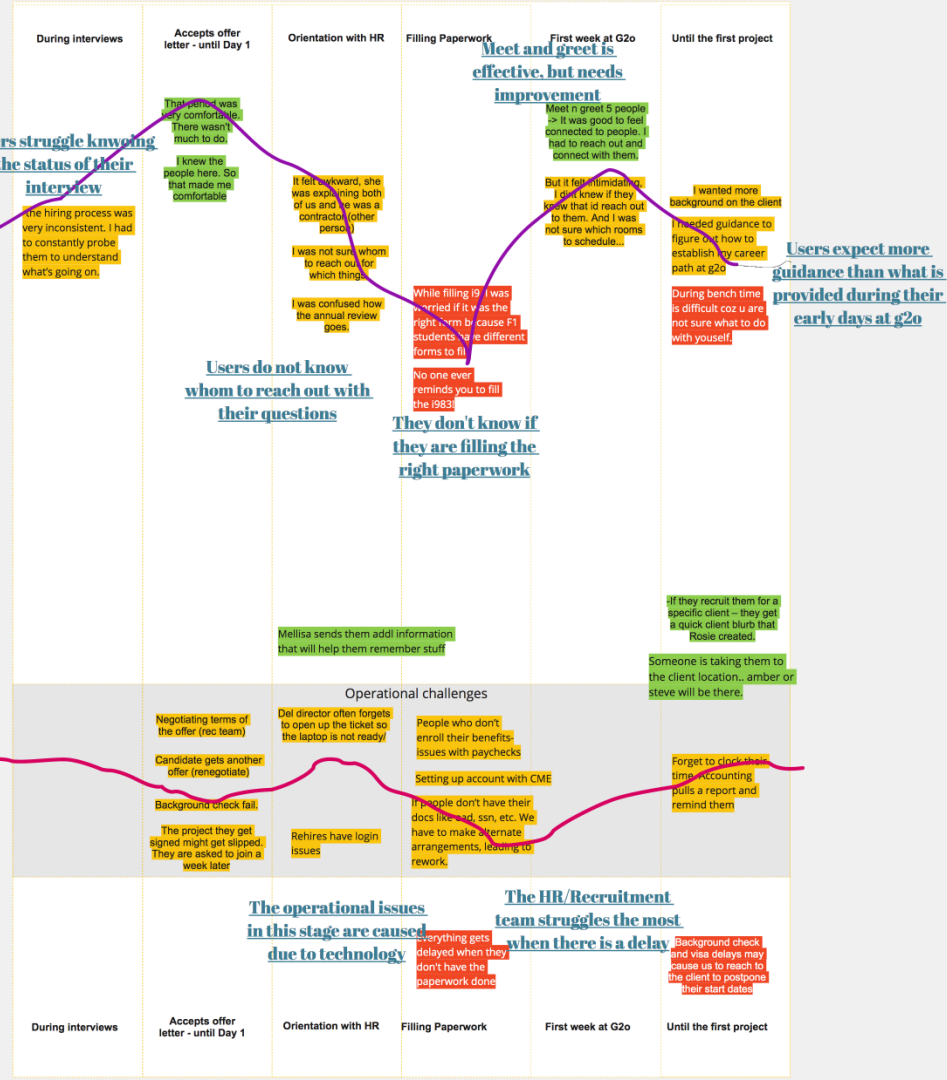 During interviews
Accepts offer
letter - until Day 1
Orientation with HR
Filling Paperwork
First week at G2o
Until the first project
Meet and greet is
effective, but needs
improvement
That period was
very comfortable.
There wasn't
much to do.
I knew the
people here. So
that made me
comfortable
rs struggle knwoing
the status of their
interview
the hiring process was
very inconsistent. I had
to constantly probe
them to understand
what's going on.
It felt awkward, she
was explaining both
of us and he was a
contractor(other
person)
I was not sure whom
to reach out for
which things
I was confused how
the annual review
goes.
Users do not know
whom to reach out with
their questions
While filling i9, I was
worried if it was the
right form because F1
students have different
forms to fill
No one ever
reminds you to fill
the i983!
They don't know if
they are filling the
right paperwork
Meet n greet 5 people
-> It was good to feel
connected to people. I
had to reach out and
connect with them.
But it felt intimidating,
I dint knew if they
know that id reach out
to them. And I was
not sure which rooms
to schedule...
I wanted more
background on the client
I needed guidance to
figure out how to
establish my career
path at g2o
During bench time
is difficult coz u are
not sure what to do
with youself.
Users expect more
guidance than what is
provided during their
early days at g2o
Mellisa sends them addl information
that will help them remember stuff
-If they recruit them for a
specific client – they get
a quick client blurb that
Rosie created.
Someone is taking them to
the client location.. amber or
steve will be there.
Operational challenges
Negotiating terms of
the offer (rec team)
Candidate gets another
offer (renegotiate)
Background check fail.
The project they get
signed might get slipped.
They are asked to join a
week later
Del director often forgets
to open up the ticket so
the laptop is not ready/
Rehires have login
issues
People who don't
enroll their benefits-
issues with paychecks
Setting up account with CME
If people don't have their
docs like ead, ssn, etc. We
have to make alternate
arrangements, leading to
rework.
Forget to clock their
time. Accounting
pulls a report and
remind them
The operational issues
in this stage are caused
due to technology
Everything gets
delayed when they
don't have the
paperwork done
The HR/Recruitment
team struggles the most
when there is a delay
Background check
and visa delays may
cause us to reach to
the client to postpone
their start dates
During interviews
Accepts offer
letter - until Day 1
Orientation with HR
Filling Paperwork
First week at G2o
Until the first project